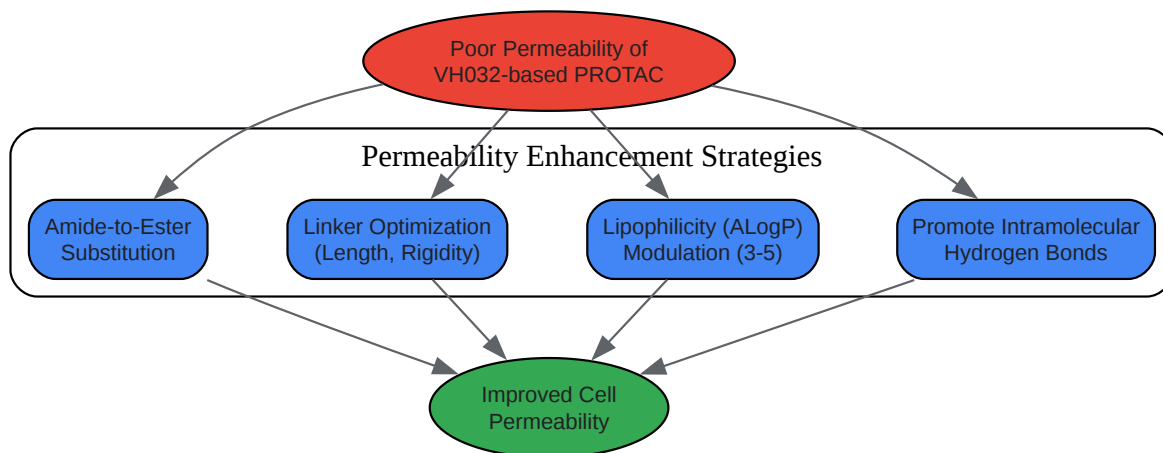 Poor Permeability of
VH032-based PROTAC
Permeability Enhancement Strategies
Amide-to-Ester
Substitution
Linker Optimization
(Length, Rigidity)
Lipophilicity (ALogP)
Modulation (3-5)
Promote Intramolecular
Hydrogen Bonds
Improved Cell
Permeability